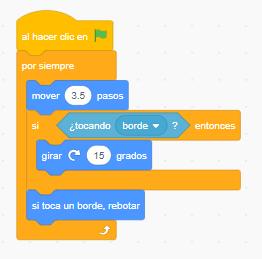 al hacer clic en
por siempre
mover 3.5 pasos
si ¿tocando borde ? entonces
girar 15 grados
si toca un borde, rebotar